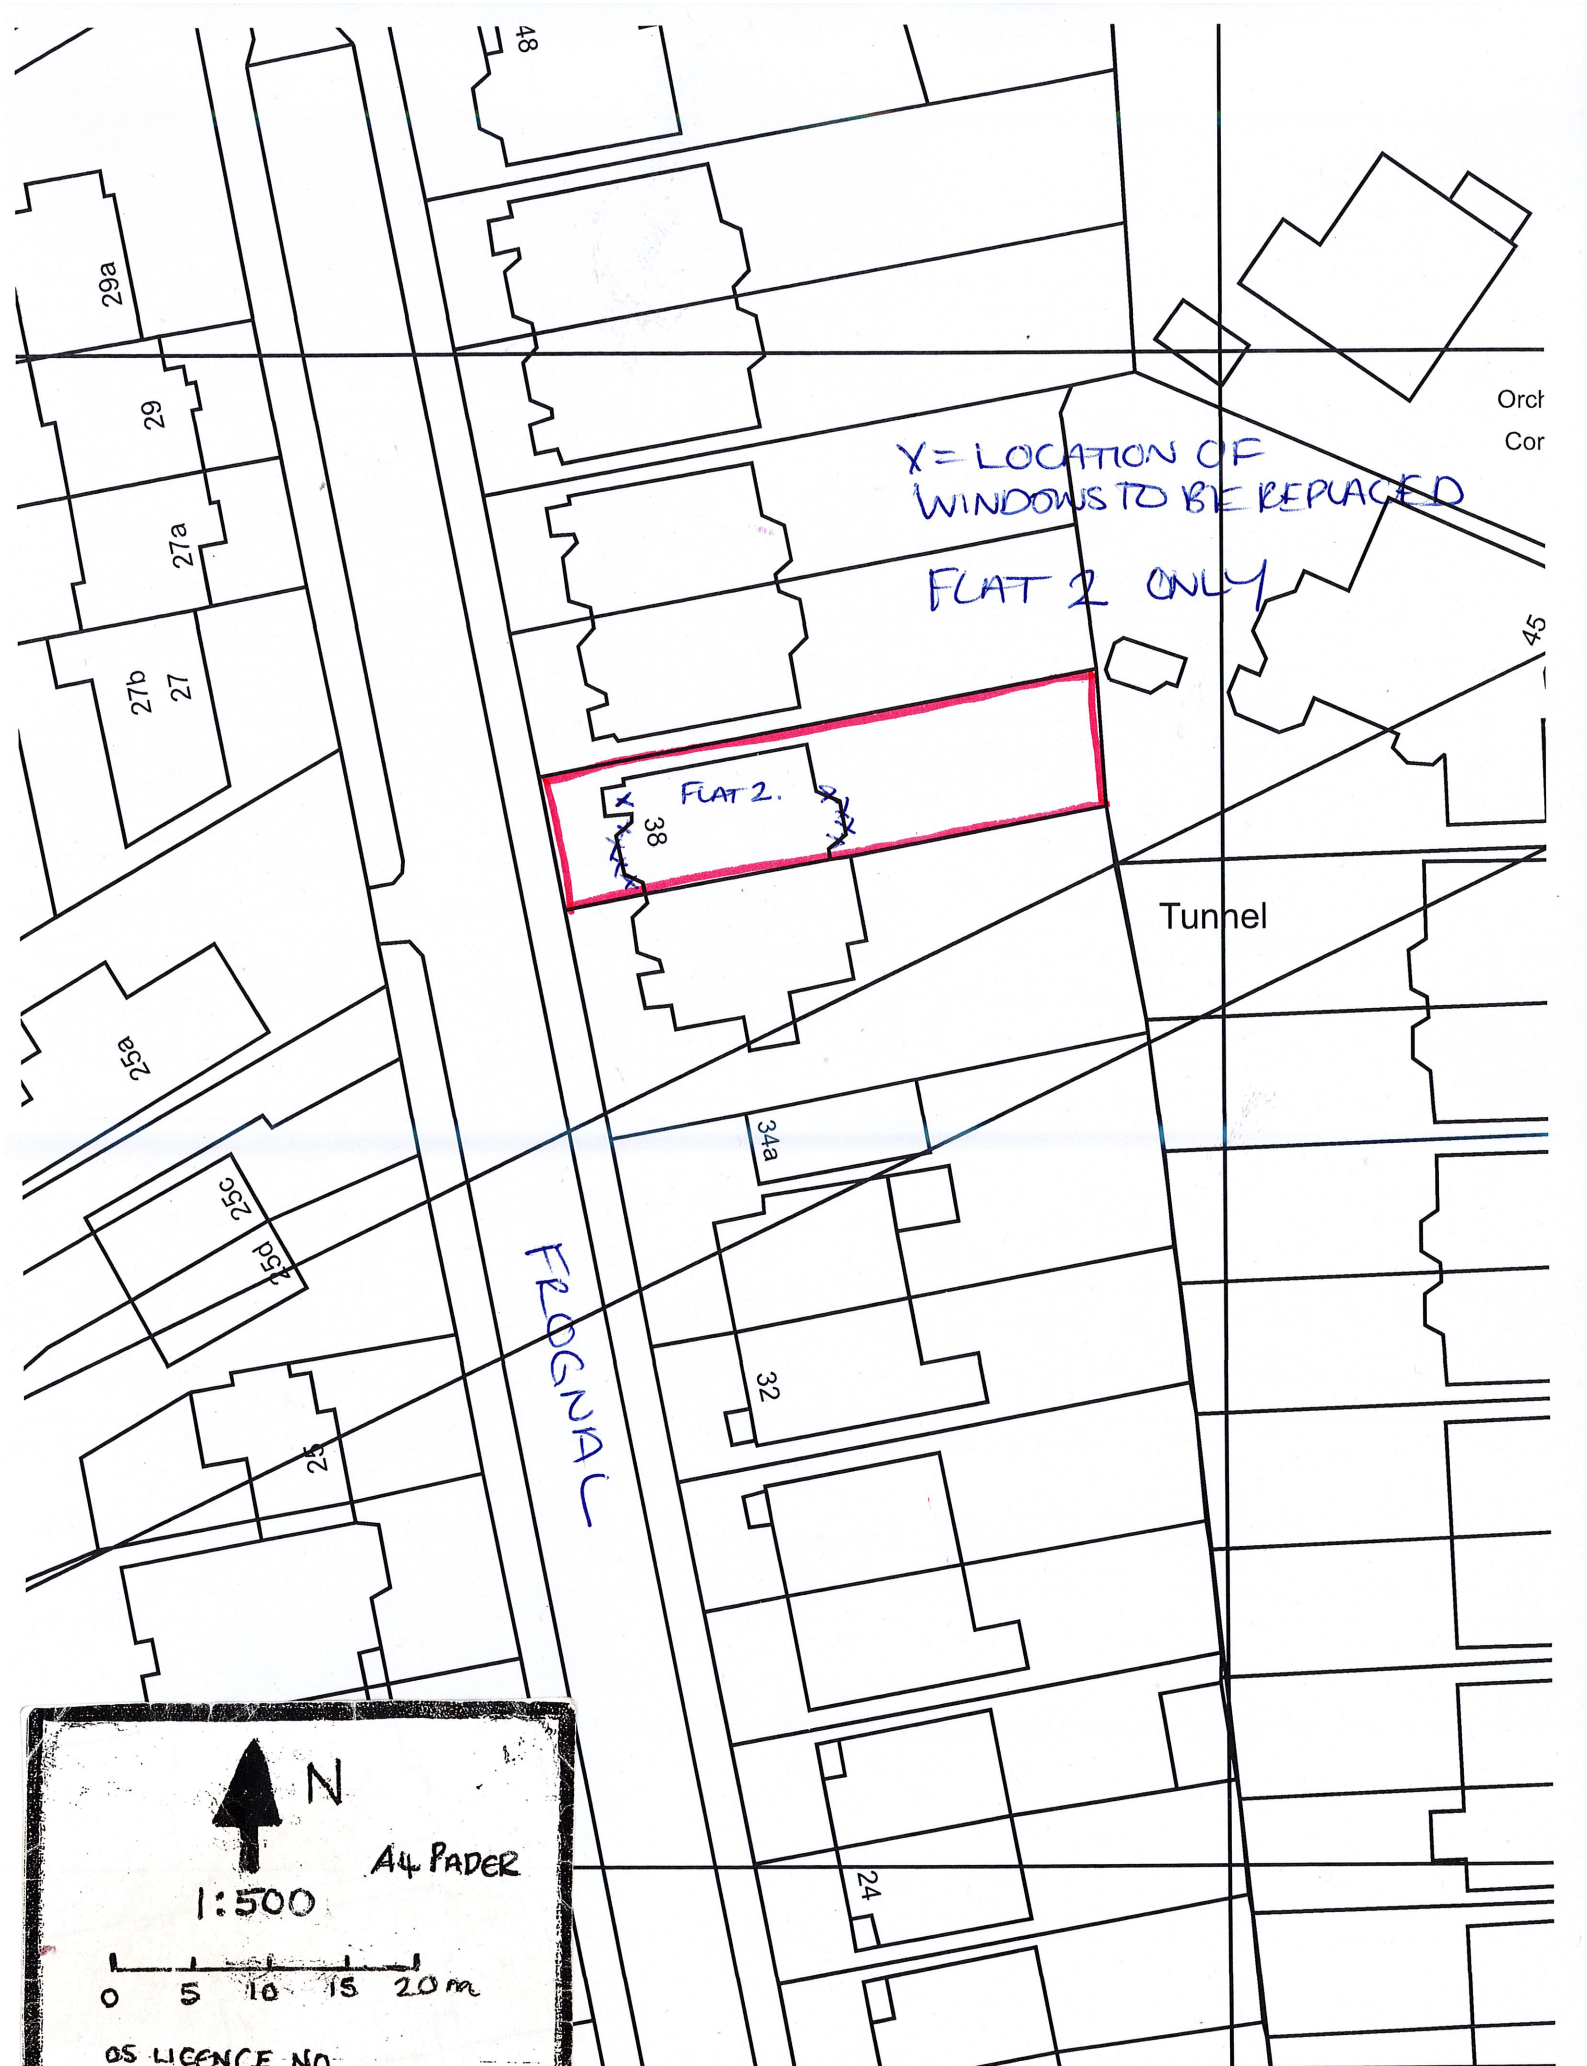 48
29a
29
27a
27b
27
Orch
Cor
X = LOCATION OF
WINDOWS TO BE REPLACED
FLAT 2 ONLY
45
FLAT 2.
38
Tunnel
25a
34a
25c
25d
FROGNAL
32
25
24
N
A4 PAPER
1:500
0 5 10 15 20m
OS LICENCE NO